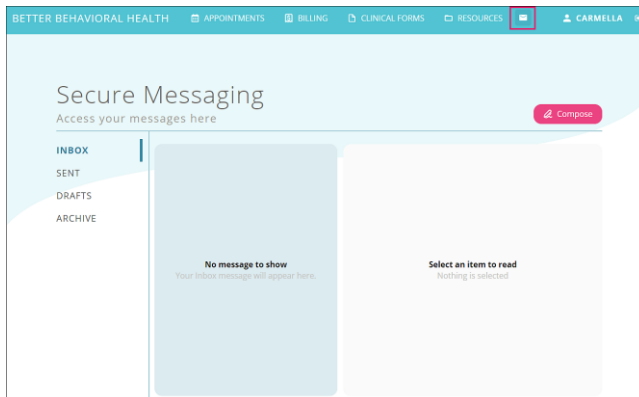 BETTER BEHAVIORAL HEALTH APPOINTMENTS BILLING CLINICAL FORMS RESOURCES CARMELLA
Secure Messaging
Access your messages here
Compose
INBOX
SENT
DRAFTS
ARCHIVE
No message to show
Your Inbox message will appear here.
Select an item to read
Nothing is selected